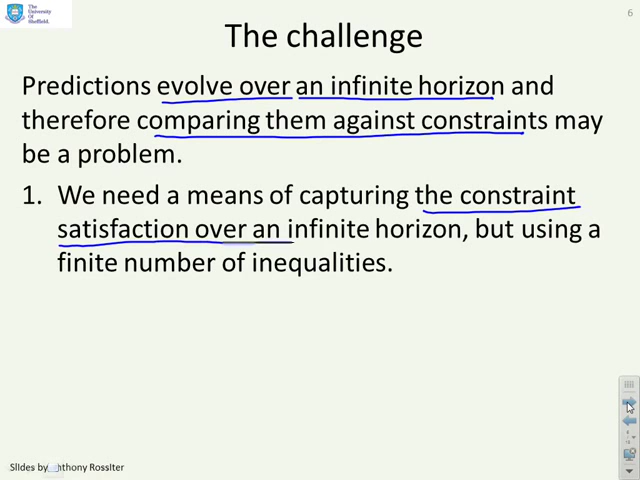 The
University
Of
Sheffield.
6
The challenge
Predictions evolve over an infinite horizon and
therefore comparing them against constraints may
be a problem.
1. We need a means of capturing the constraint
satisfaction over an infinite horizon, but using a
finite number of inequalities.
Slides by Anthony Rossiter